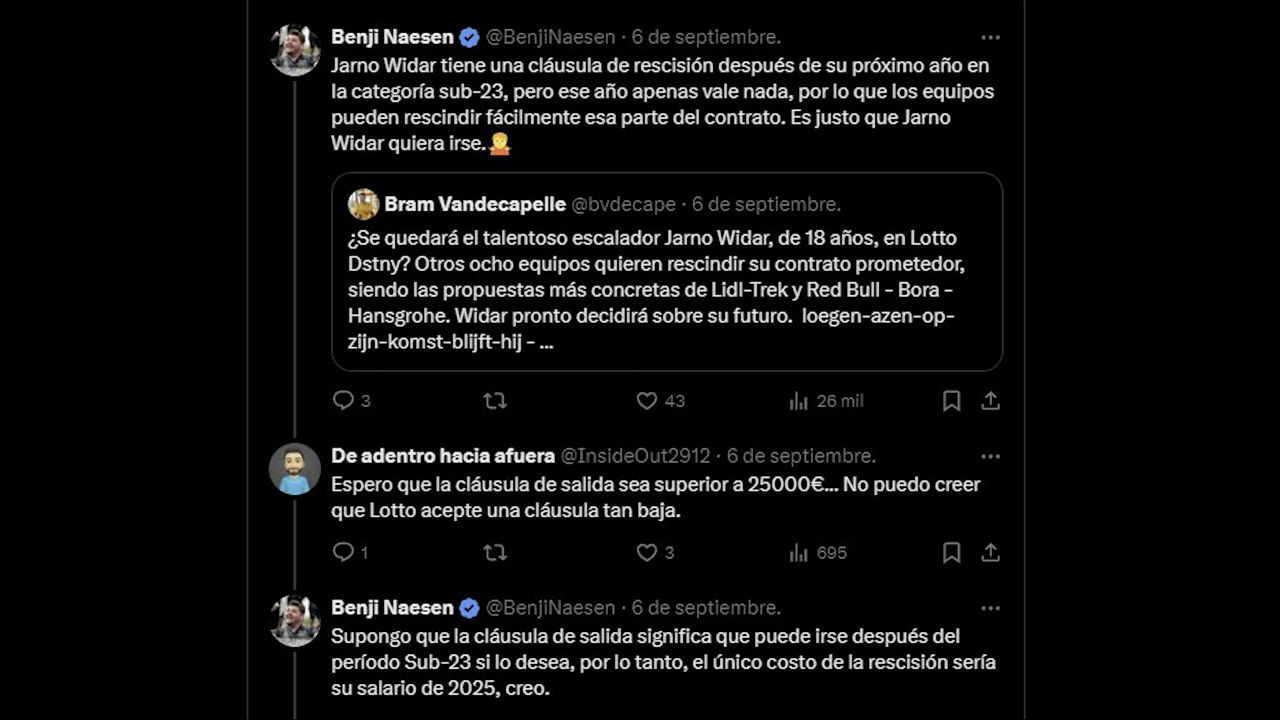 Benji Naesen @BenjiNaesen · 6 de septiembre.
Jarno Widar tiene una cláusula de rescisión después de su próximo año en
la categoría sub-23, pero ese año apenas vale nada, por lo que los equipos
pueden rescindir fácilmente esa parte del contrato. Es justo que Jarno
Widar quiera irse.
Bram Vandecapelle @bvdecape · 6 de septiembre.
¿Se quedará el talentoso escalador Jarno Widar, de 18 años, en Lotto
Dstny? Otros ocho equipos quieren rescindir su contrato prometedor,
siendo las propuestas más concretas de Lidl-Trek y Red Bull - Bora -
Hansgrohe. Widar pronto decidirá sobre su futuro. loegen-azen-op-
zijn-komst-blijft-hij - ...
3 43 26 mil
De adentro hacia afuera @InsideOut2912 · 6 de septiembre.
Espero que la cláusula de salida sea superior a 25000€... No puedo creer
que Lotto acepte una cláusula tan baja.
1 3 695
Benji Naesen @BenjiNaesen · 6 de septiembre.
Supongo que la cláusula de salida significa que puede irse después del
período Sub-23 si lo desea, por lo tanto, el único costo de la rescisión sería
su salario de 2025, creo.